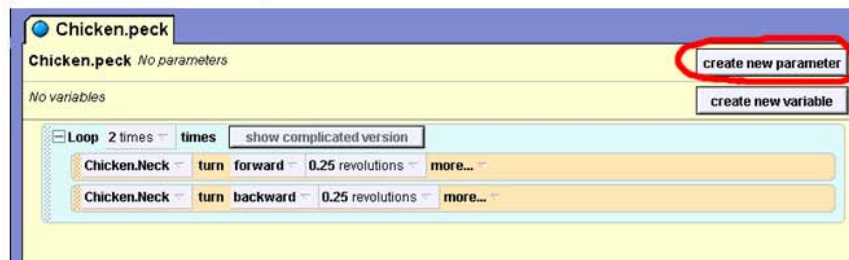 Chicken.peck
Chicken.peck No parameters create new parameter
No variables create new variable
Loop 2 times times show complicated version
Chicken.Neck turn forward 0.25 revolutions more...
Chicken.Neck turn backward 0.25 revolutions more...